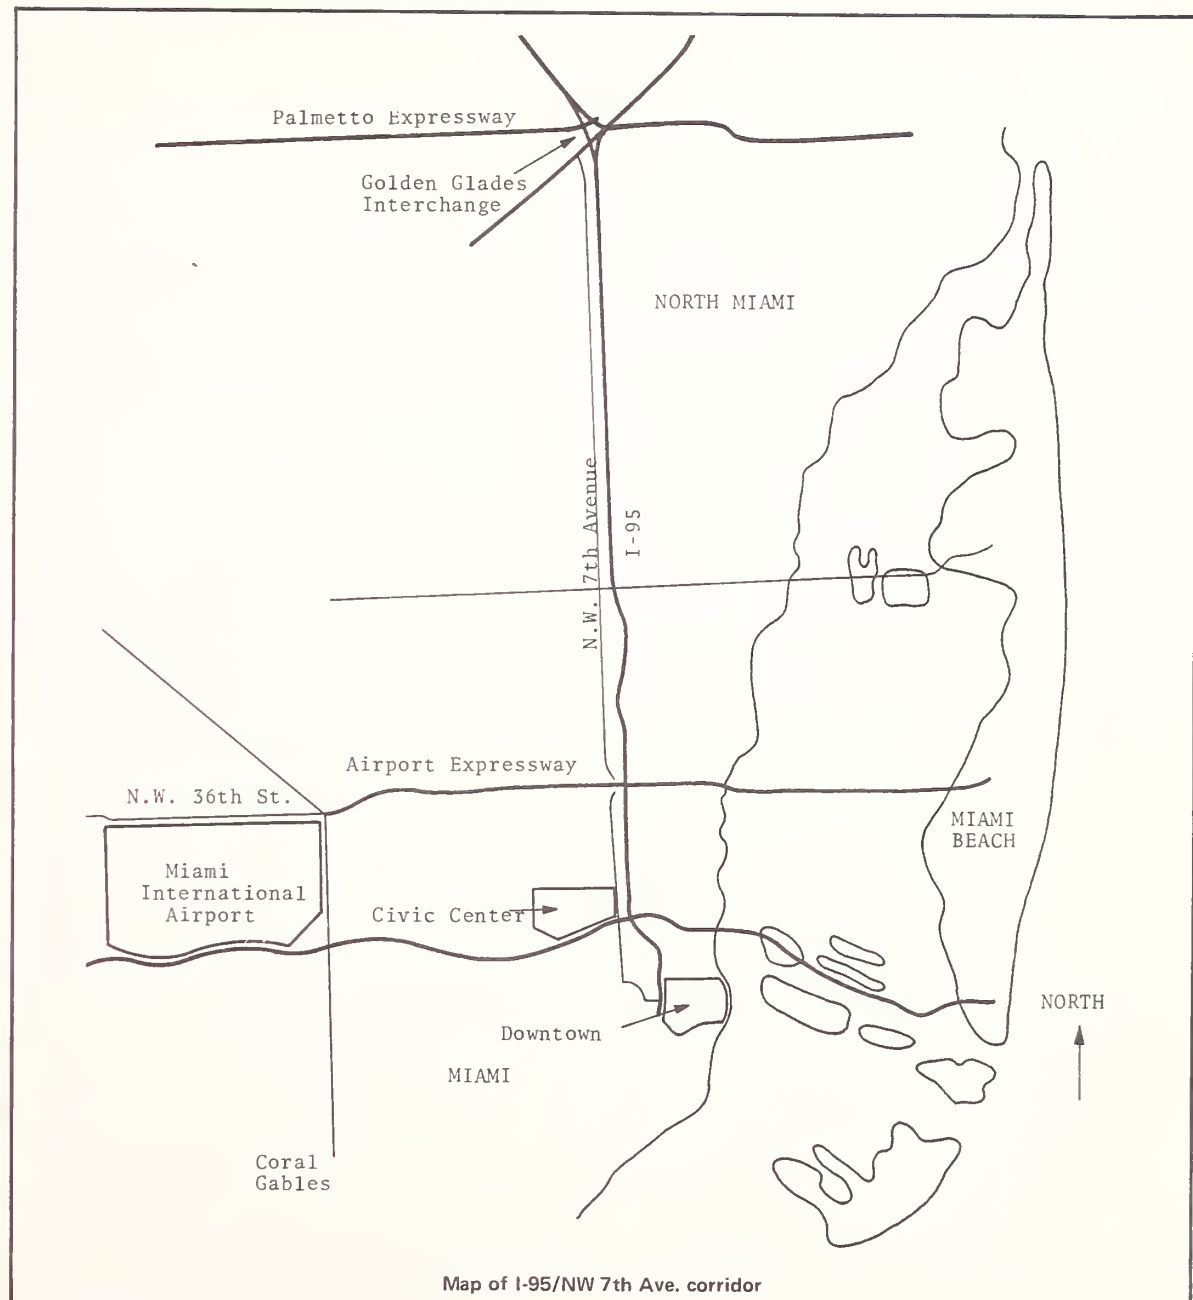 Palmetto Expressway
Golden Glades
Interchange
NORTH MIAMI
N.W. 7th Avenue
I-95
Airport Expressway
N.W. 36th St.
MIAMI
BEACH
Miami
International
Airport
Civic Center
NORTH
Downtown
MIAMI
Coral
Gables
Map of I-95/NW 7th Ave. corridor